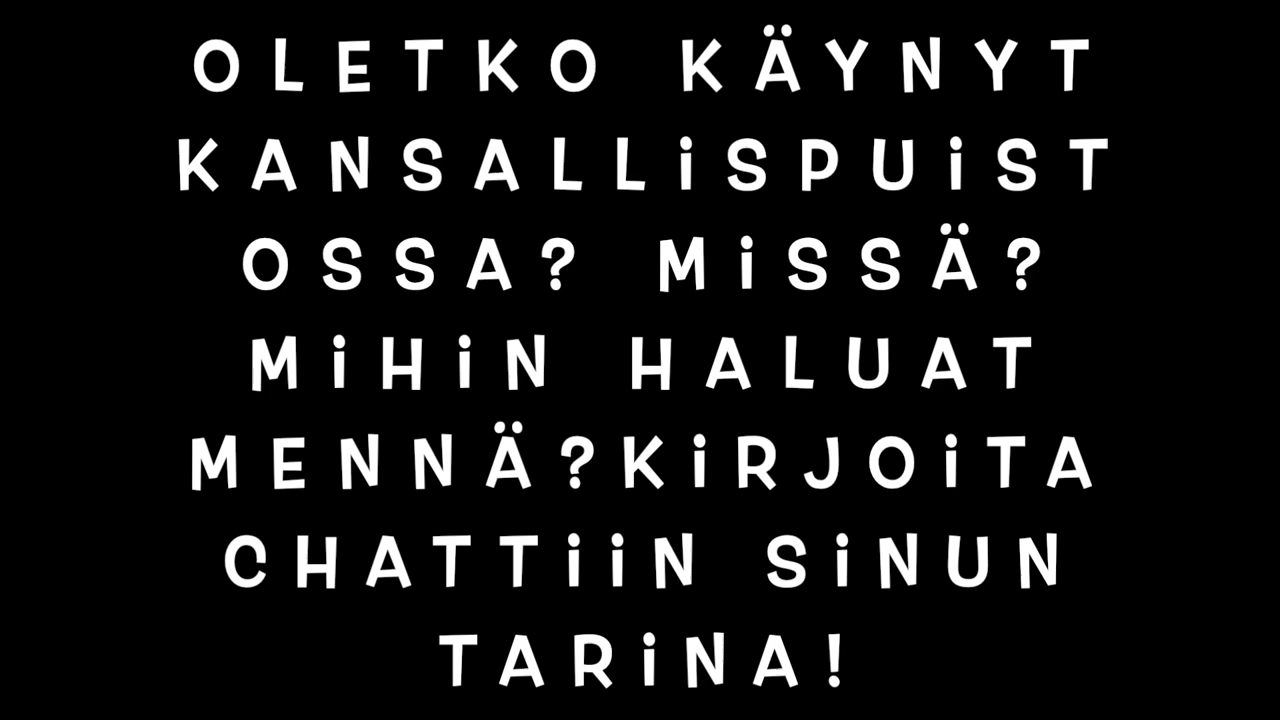 OLETKO KÄYNYT
KANSALLiSPUiST
OSSA? MiSSÄ?
MiHiN HALUAT
MENNÄ?KiRJOiTA
CHATTiiN SiNUN
TARiNA!